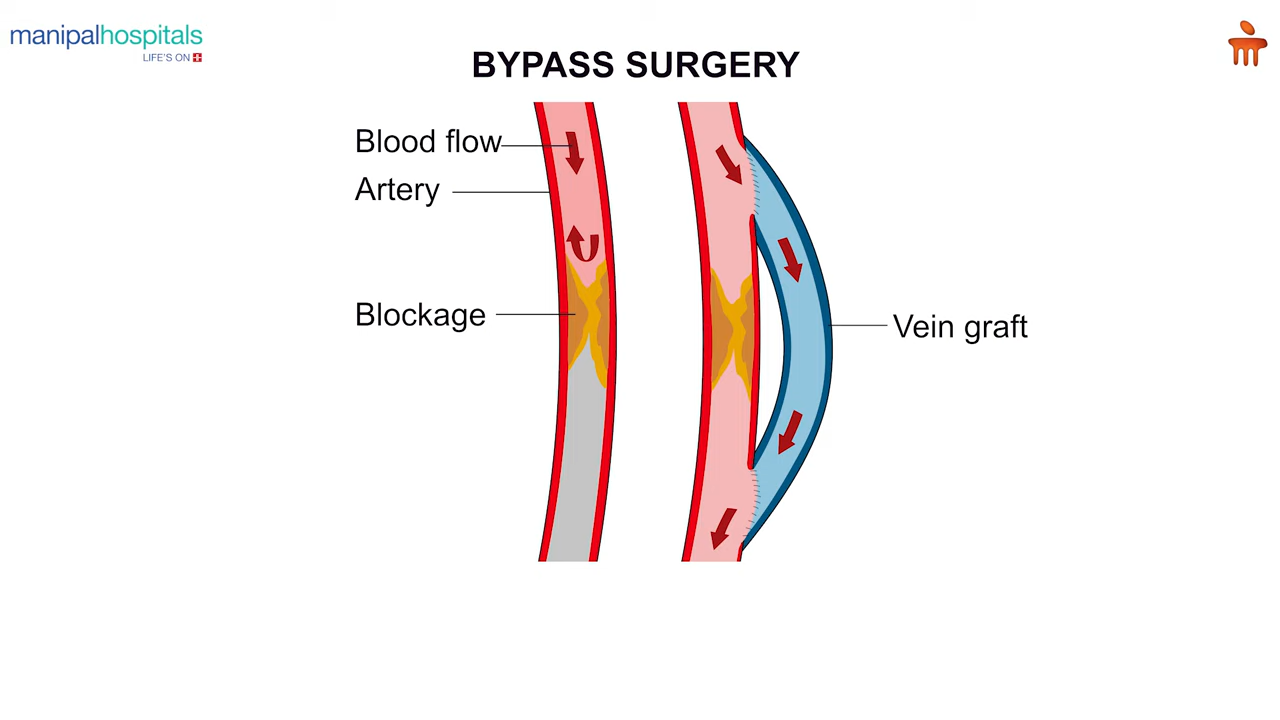 manipalhospitals
LIFE'S ON
BYPASS SURGERY
Blood flow
Artery
Blockage
Vein graft